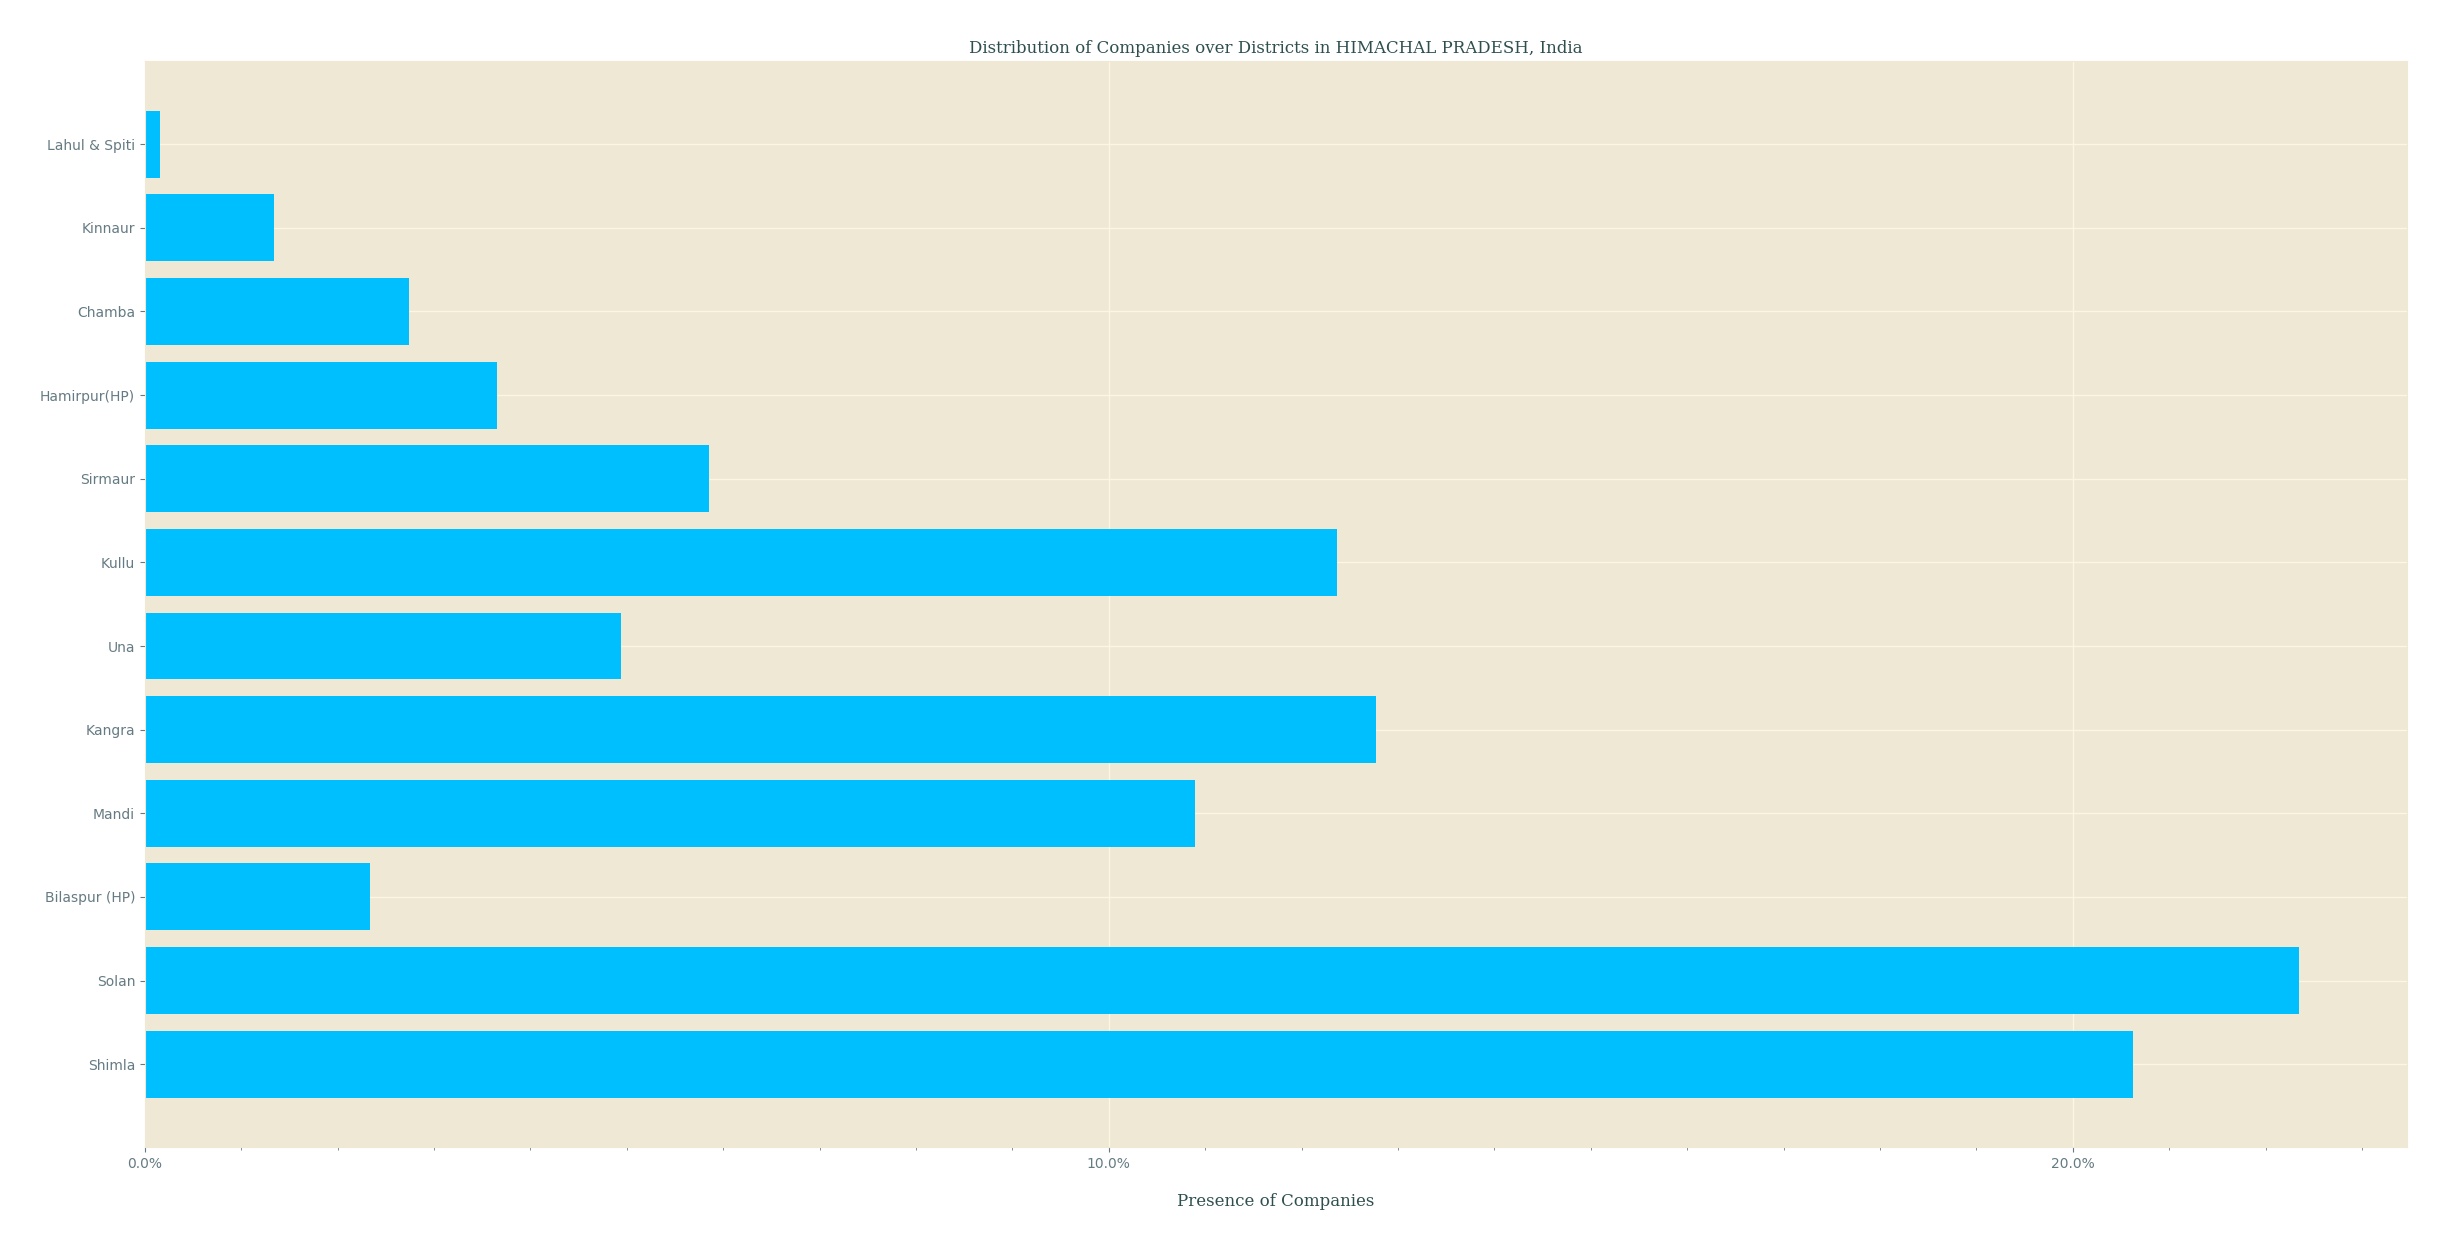 Distribution of Companies over Districts in HIMACHAL PRADESH, India
Lahul & Spiti
Kinnaur
Chamba
Hamirpur(HP)
Sirmaur
Kullu
Una
Kangra
Mandi
Bilaspur (HP)
Solan
Shimla
0.0% 10.0% 20.0%
Presence of Companies